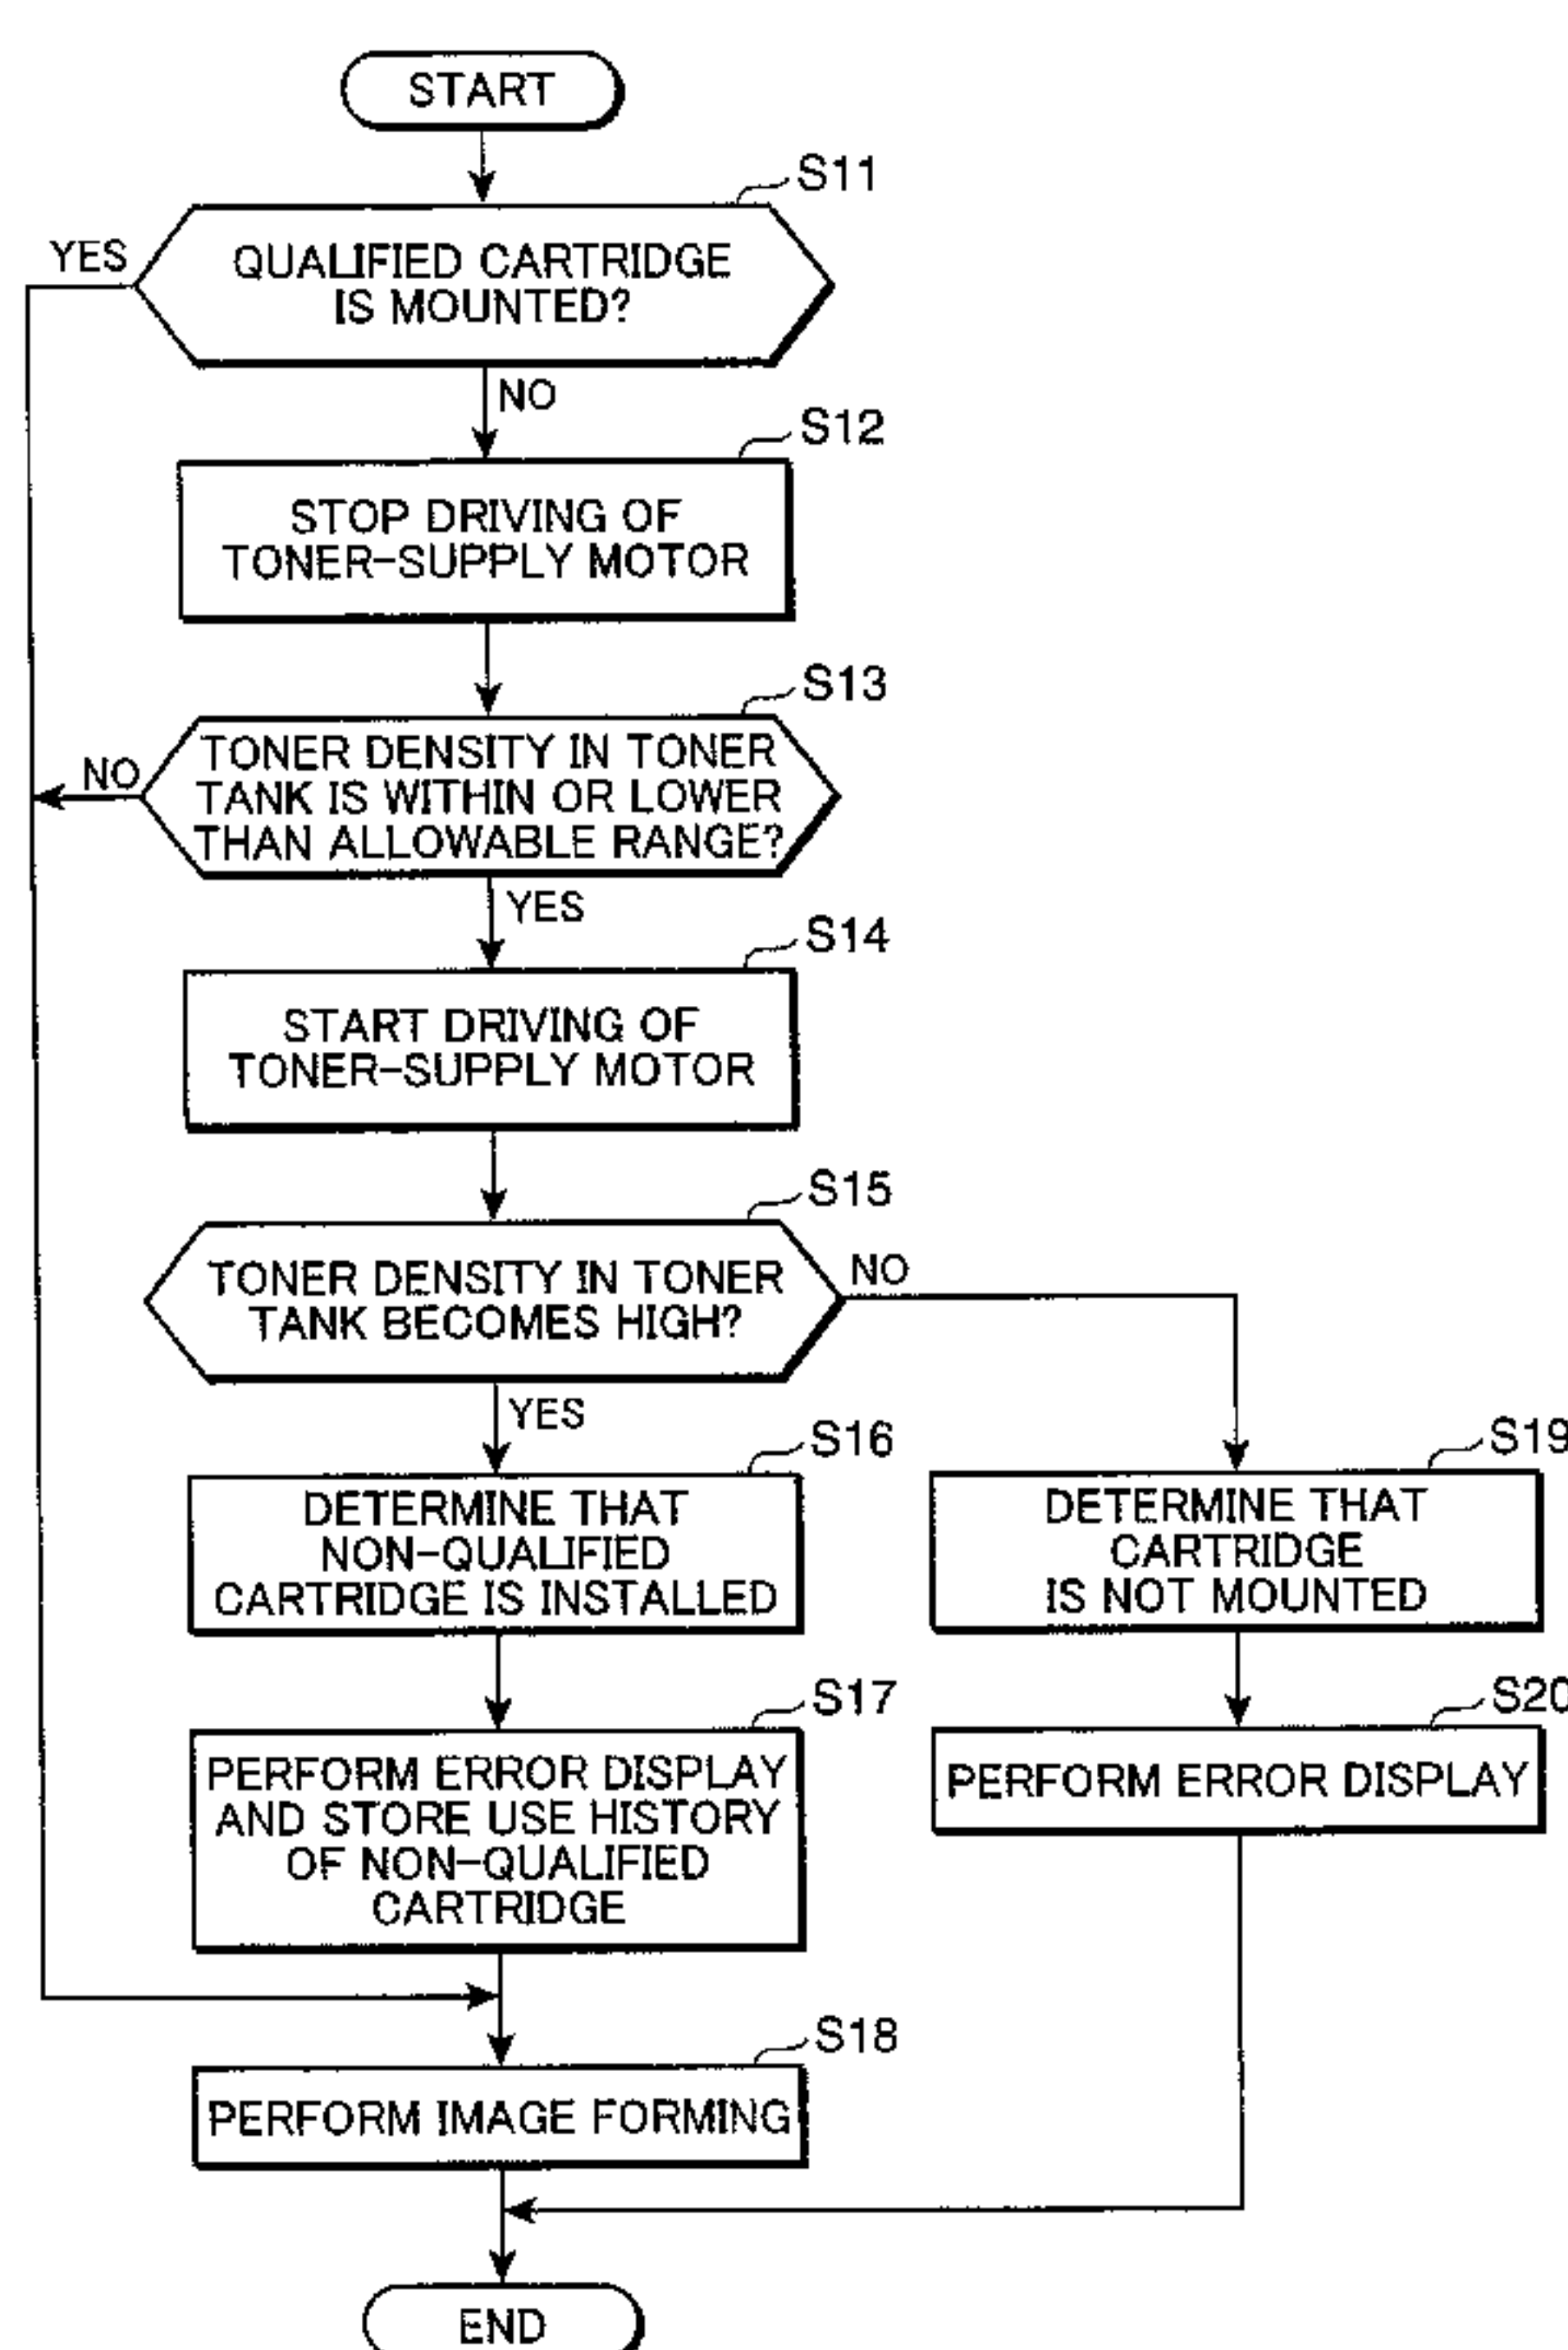 START
S11
YES
QUALIFIED CARTRIDGE
IS MOUNTED?
NO
S12
STOP DRIVING OF
TONER-SUPPLY MOTOR
S13
NO
TONER DENSITY IN TONER
TANK IS WITHIN OR LOWER
THAN ALLOWABLE RANGE?
YES
S14
START DRIVING OF
TONER-SUPPLY MOTOR
S15
TONER DENSITY IN TONER
TANK BECOMES HIGH?
NO
YES
S16
DETERMINE THAT
NON-QUALIFIED
CARTRIDGE IS INSTALLED
S19
DETERMINE THAT
CARTRIDGE
IS NOT MOUNTED
S17
PERFORM ERROR DISPLAY
AND STORE USE HISTORY
OF NON-QUALIFIED
CARTRIDGE
S20
PERFORM ERROR DISPLAY
S18
PERFORM IMAGE FORMING
END